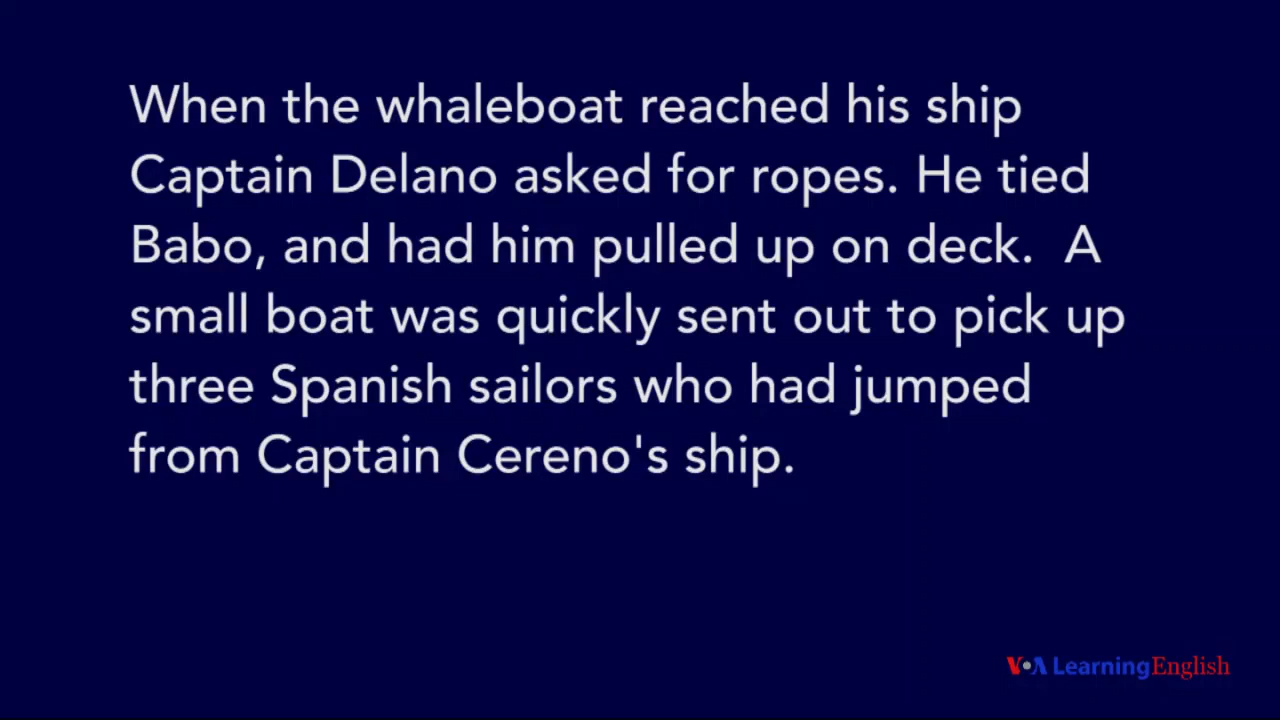 When the whaleboat reached his ship
Captain Delano asked for ropes. He tied
Babo, and had him pulled up on deck.  A
small boat was quickly sent out to pick up
three Spanish sailors who had jumped
from Captain Cereno's ship.
VOA Learning English